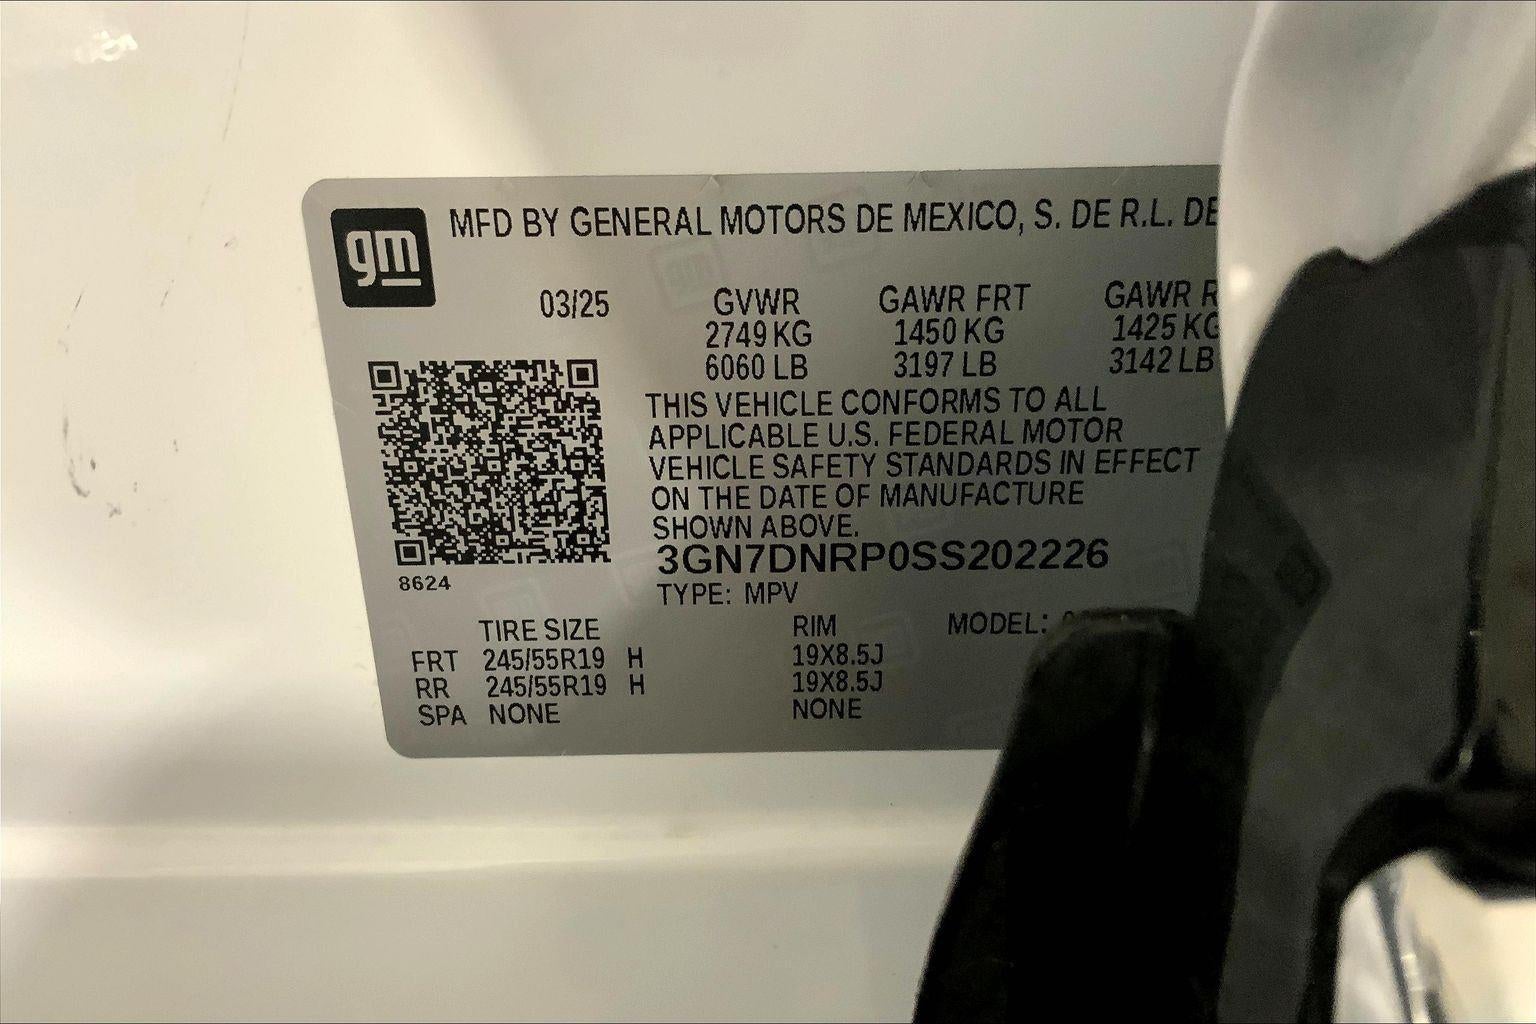 gm
MFD BY GENERAL MOTORS DE MEXICO, S. DE R.L. DE
03/25 GVWR GAWR FRT GAWR R
2749 KG 1450 KG 1425 KG
6060 LB 3197 LB 3142 LB
THIS VEHICLE CONFORMS TO ALL
APPLICABLE U.S. FEDERAL MOTOR
VEHICLE SAFETY STANDARDS IN EFFECT
ON THE DATE OF MANUFACTURE
SHOWN ABOVE.
3GN7DNRP0SS202226
8624
TYPE: MPV
TIRE SIZE RIM MODEL:
FRT 245/55R19 H 19X8.5J
RR 245/55R19 H 19X8.5J
SPA NONE NONE